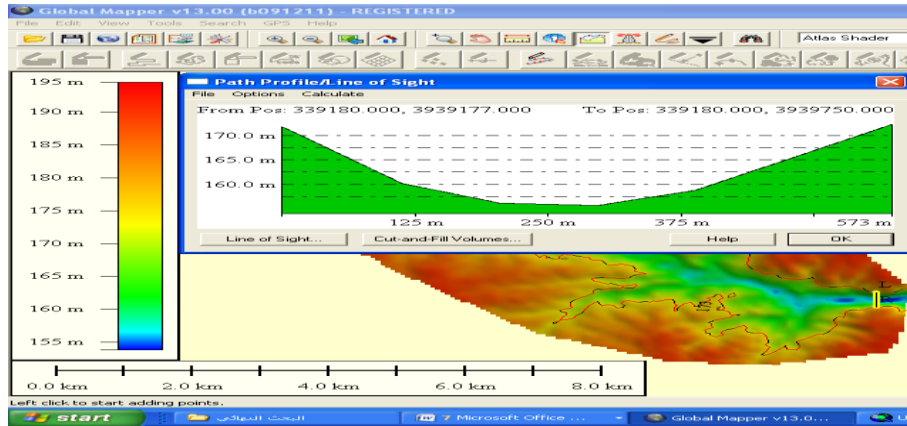 Global Mapper v13.00 (b091211) - REGISTERED
File Edit View Tools Search GPS Help
Atlas Shader
195 m
190 m
185 m
180 m
175 m
170 m
165 m
160 m
155 m
Path Profile/Line of Sight
File Options Calculate
From Pos: 339180.000, 3939177.000 To Pos: 339180.000, 3939750.000
170.0 m
165.0 m
160.0 m
125 m 250 m 375 m 573 m
Line of Sight... Cut-and-Fill Volumes... Help OK
L
0.0 km 2.0 km 4.0 km 6.0 km 8.0 km
Left click to start adding points.
start البحث النهائي 7 Microsoft Office ... Global Mapper v13.0... U